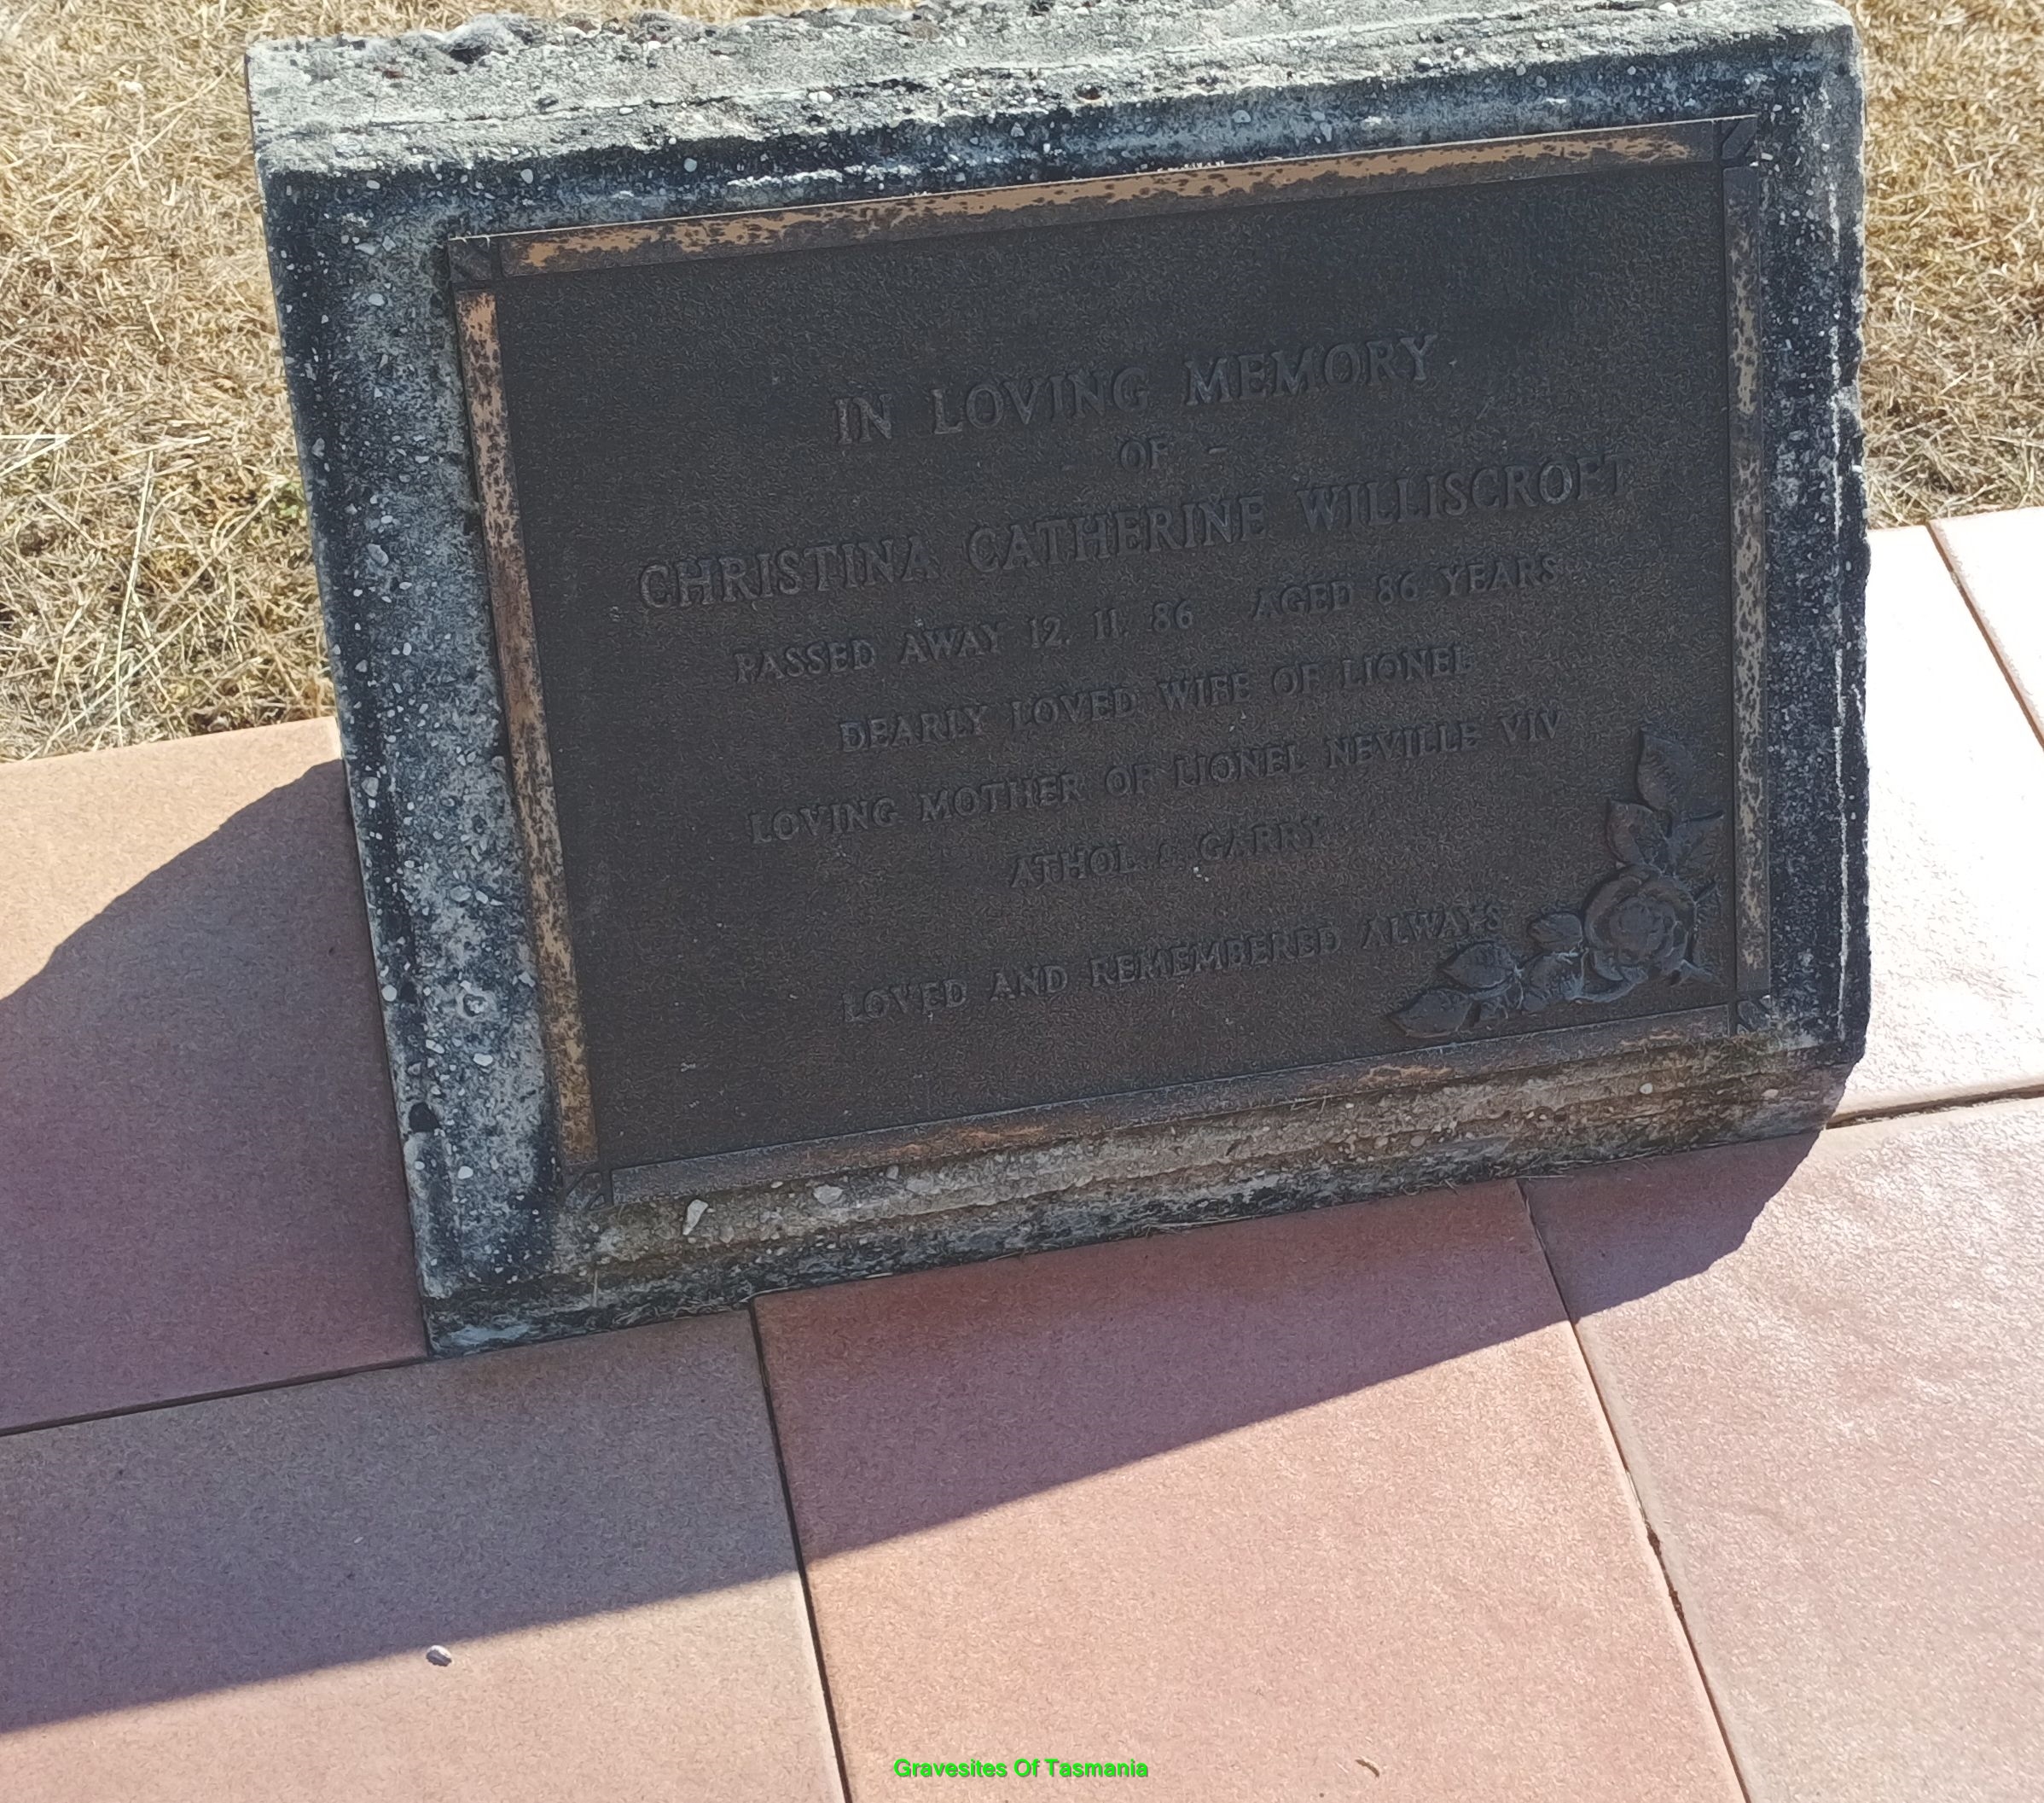 IN LOVING MEMORY
OF -
CHRISTINA CATHERINE WILLISCROFT
PASSED AWAY 12. 11. 86 AGED 86 YEARS
DEARLY LOVED WIFE OF LIONEL
LOVING MOTHER OF LIONEL NEVILLE VIV
ATHOL & GARRY
LOVED AND REMEMBERED ALWAYS
Gravesites Of Tasmania